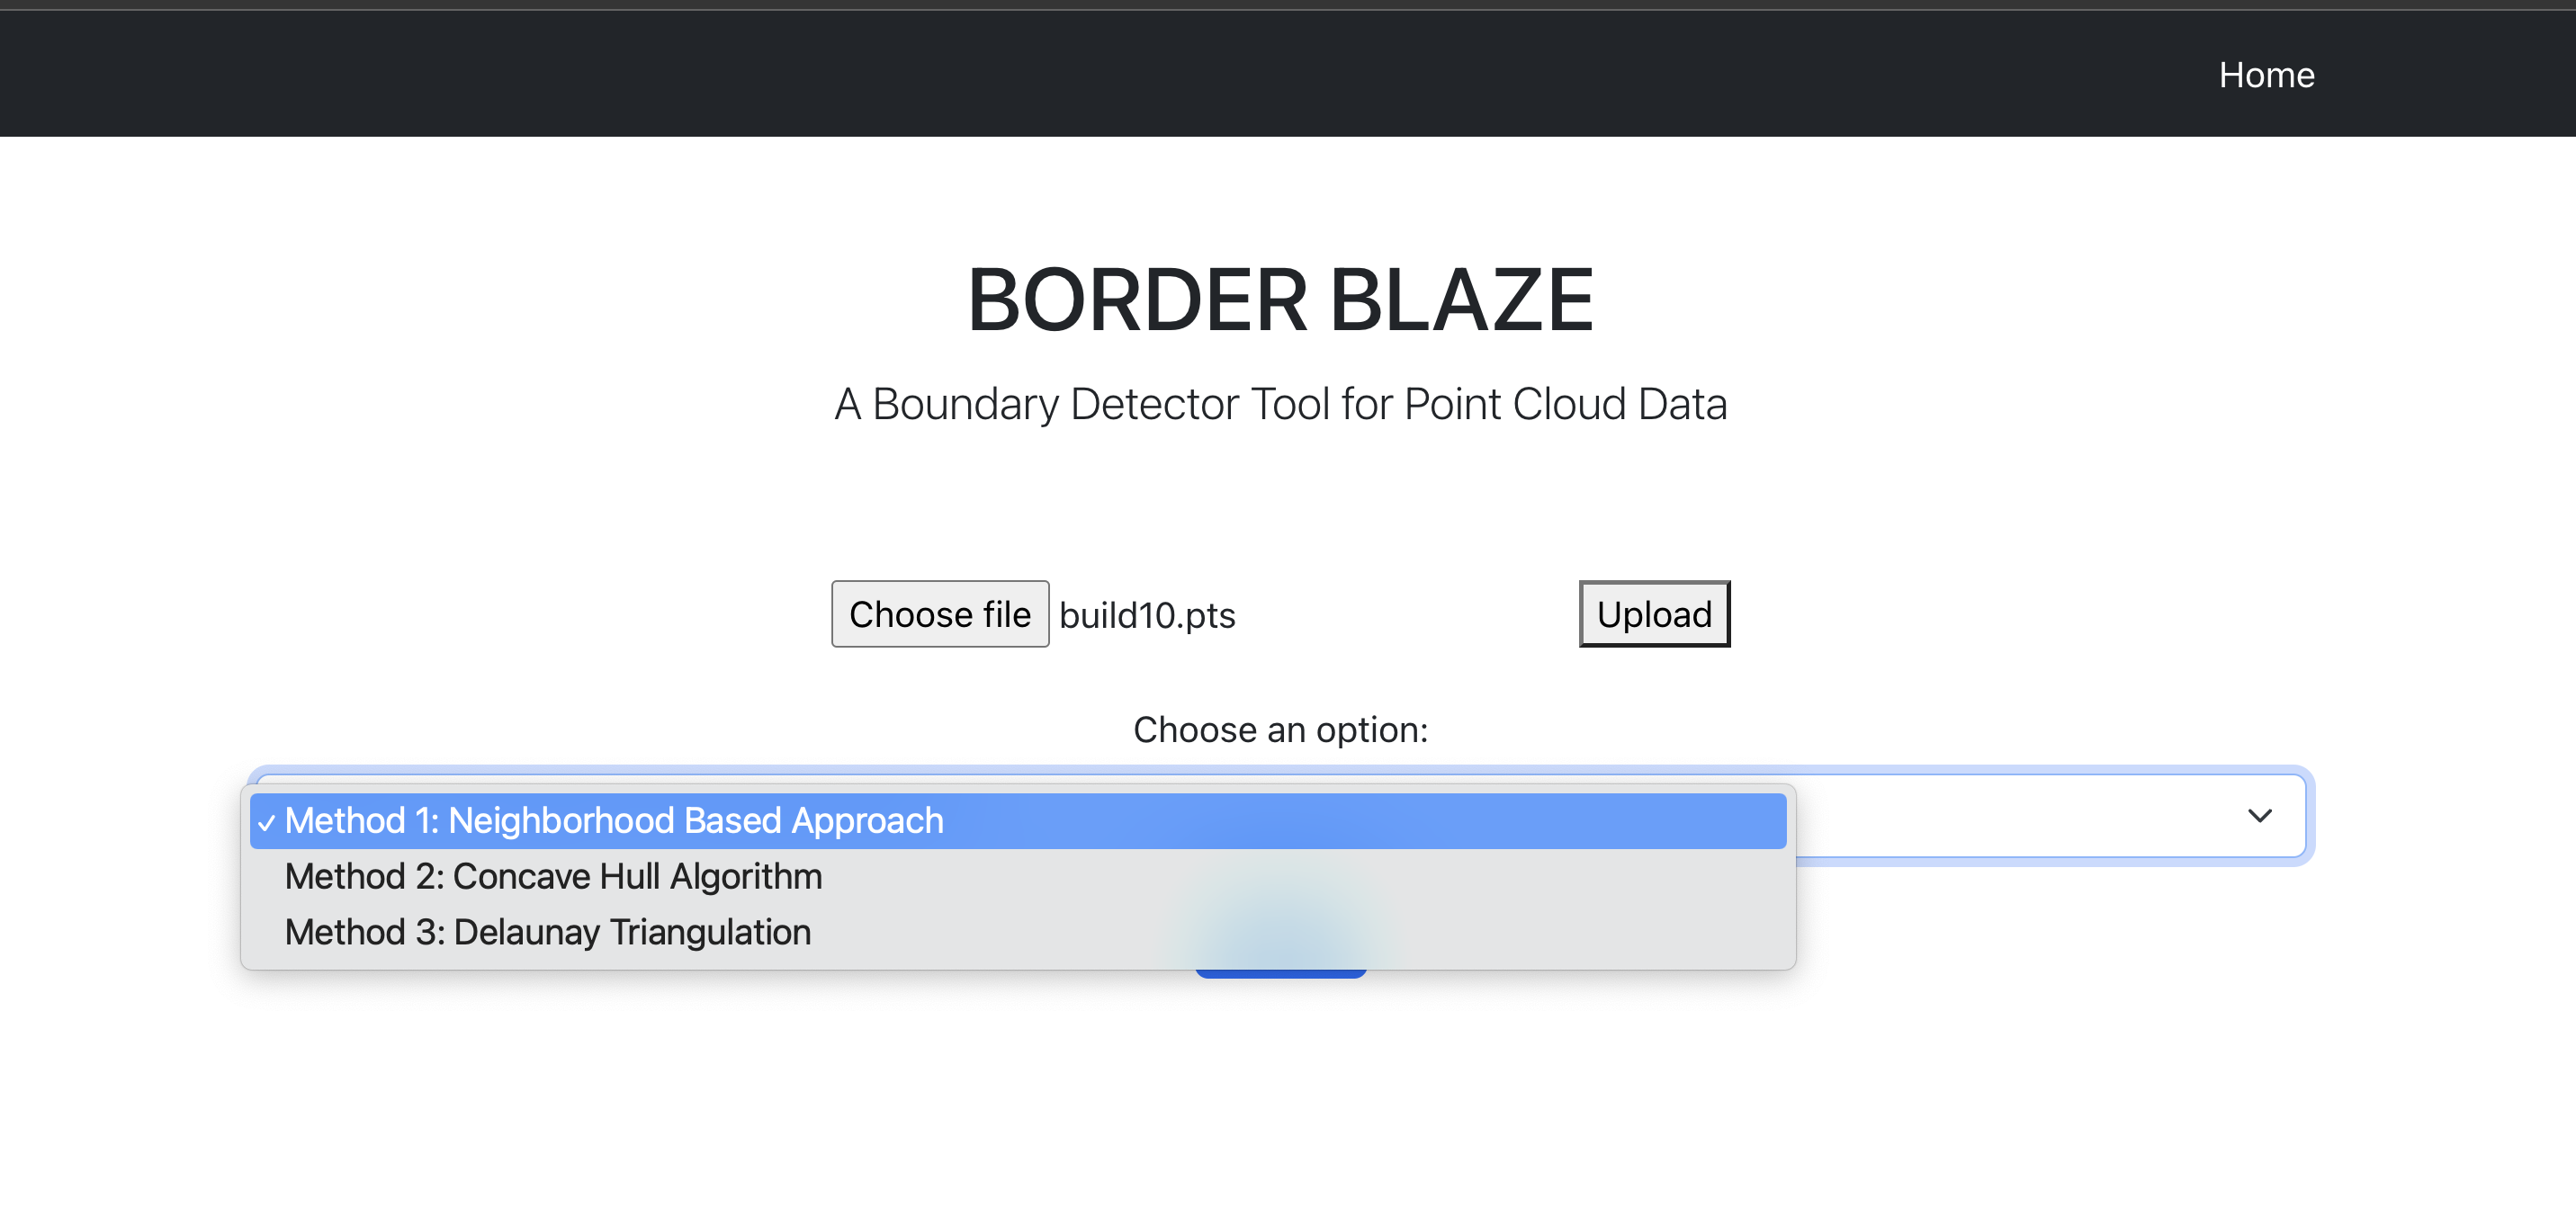 Home
BORDER BLAZE
A Boundary Detector Tool for Point Cloud Data
Choose file build10.pts Upload
Choose an option:
✓ Method 1: Neighborhood Based Approach
Method 2: Concave Hull Algorithm
Method 3: Delaunay Triangulation